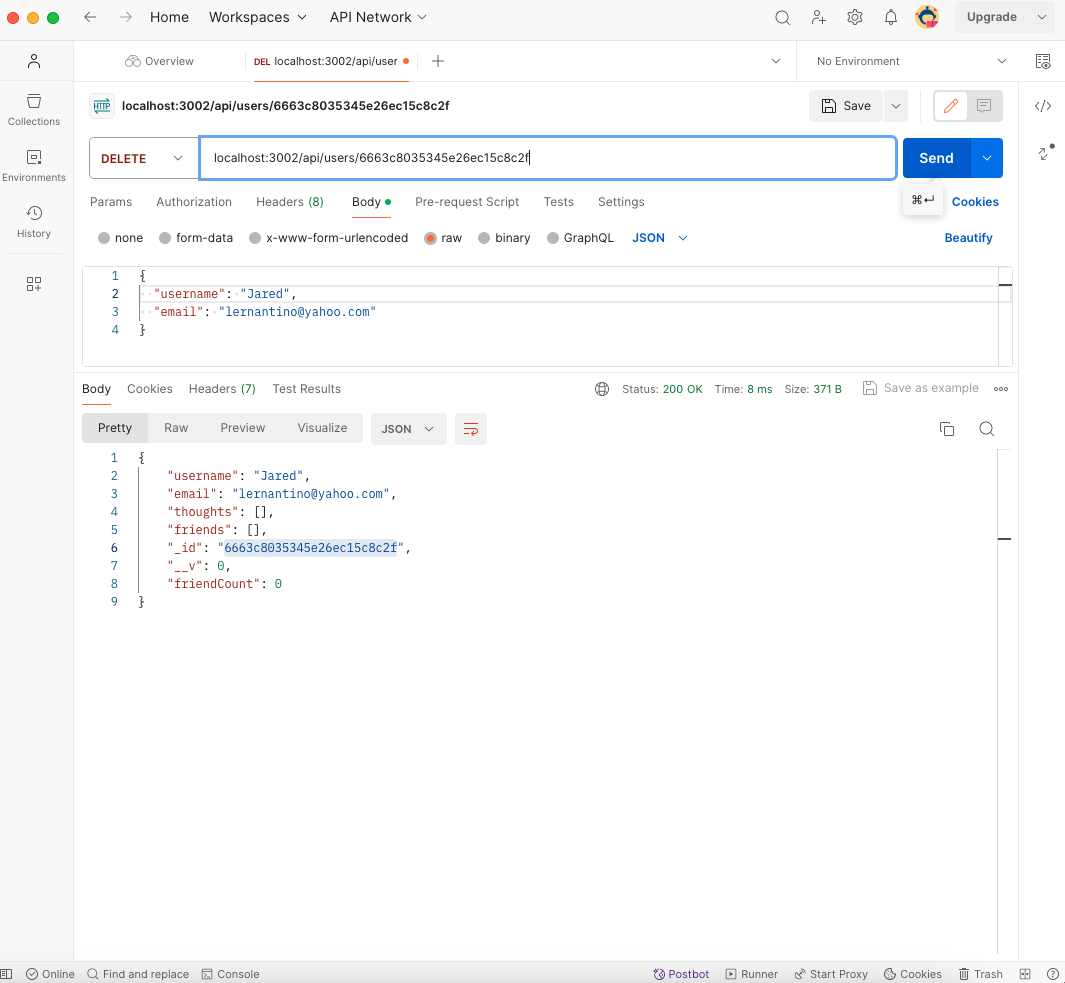 Home Workspaces API Network Upgrade
Overview DEL localhost:3002/api/user No Environment
HTTP localhost:3002/api/users/6663c8035345e26ec15c8c2f Save
Collections
DELETE localhost:3002/api/users/6663c8035345e26ec15c8c2f Send
Environments
Params Authorization Headers (8) Body Pre-request Script Tests Settings ⌘↵ Cookies
History
none form-data x-www-form-urlencoded raw binary GraphQL JSON Beautify
1 {
2 "username": "Jared",
3 "email": "lernantino@yahoo.com"
4 }
Body Cookies Headers (7) Test Results Status: 200 OK Time: 8 ms Size: 371 B Save as example
Pretty Raw Preview Visualize JSON
1 {
2 "username": "Jared",
3 "email": "lernantino@yahoo.com",
4 "thoughts": [],
5 "friends": [],
6 "_id": "6663c8035345e26ec15c8c2f",
7 "__v": 0,
8 "friendCount": 0
9 }
Online Find and replace Console Postbot Runner Start Proxy Cookies Trash